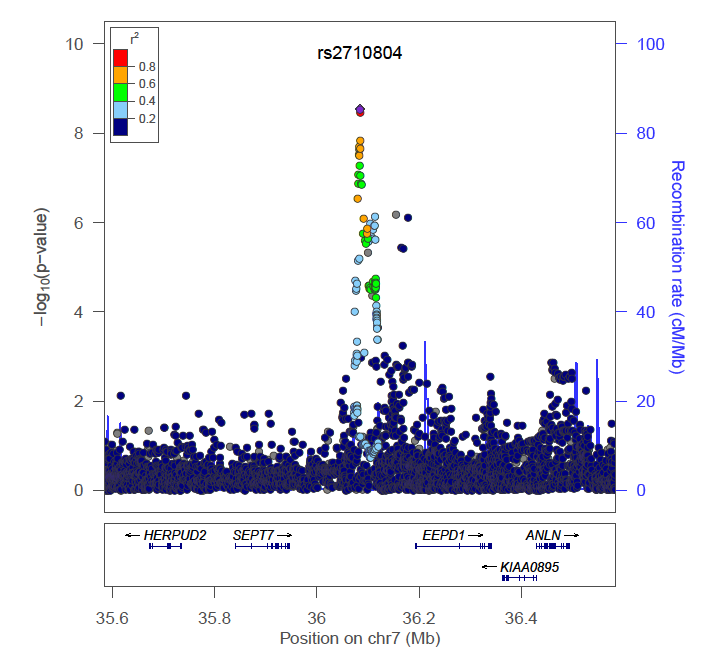 rs2710804
r2
0.8
0.6
0.4
0.2
10
8
6
4
2
0
−log10(p−value)
100
80
60
40
20
0
Recombination rate (cM/Mb)
HERPUD2
SEPT7
EEPD1
ANLN
KIAA0895
35.6
35.8
36
36.2
36.4
Position on chr7 (Mb)